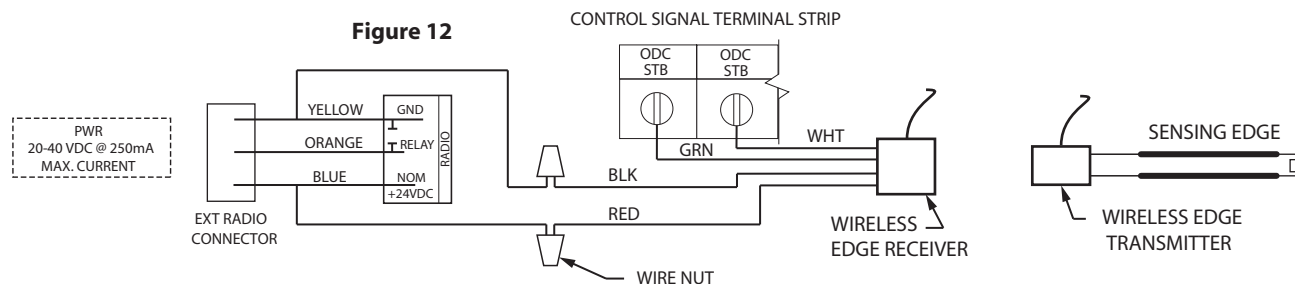 Figure 12
CONTROL SIGNAL TERMINAL STRIP
ODC
STB
ODC
STB
PWR
20-40 VDC @ 250mA
MAX. CURRENT
YELLOW
GND
ORANGE
RELAY
RADIO
BLUE
NOM
+24VDC
EXT RADIO
CONNECTOR
WHT
GRN
BLK
RED
WIRE NUT
WIRELESS
EDGE RECEIVER
SENSING EDGE
WIRELESS EDGE
TRANSMITTER